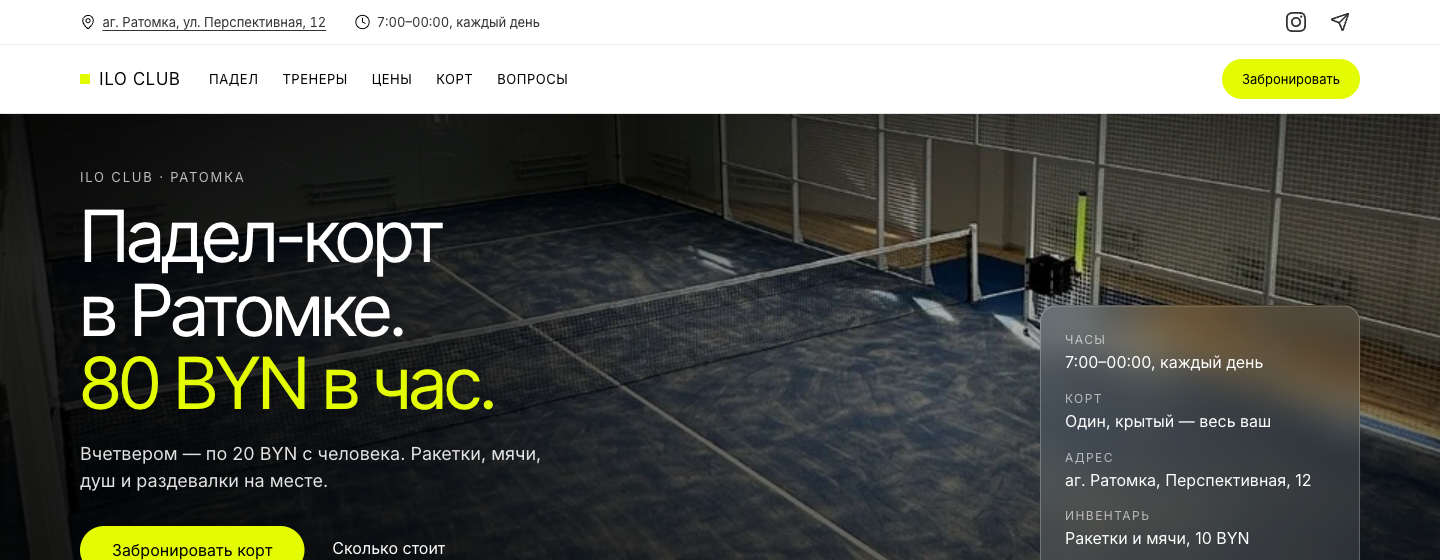 аг. Ратомка, ул. Перспективная, 12
7:00–00:00, каждый день
ILO CLUB
ПАДЕЛ
ТРЕНЕРЫ
ЦЕНЫ
КОРТ
ВОПРОСЫ
Забронировать
ILO CLUB · РАТОМКА
Падел-корт
в Ратомке.
80 BYN в час.
Вчетвером — по 20 BYN с человека. Ракетки, мячи,
душ и раздевалки на месте.
Забронировать корт
Сколько стоит
ЧАСЫ
7:00–00:00, каждый день
КОРТ
Один, крытый — весь ваш
АДРЕС
аг. Ратомка, Перспективная, 12
ИНВЕНТАРЬ
Ракетки и мячи, 10 BYN